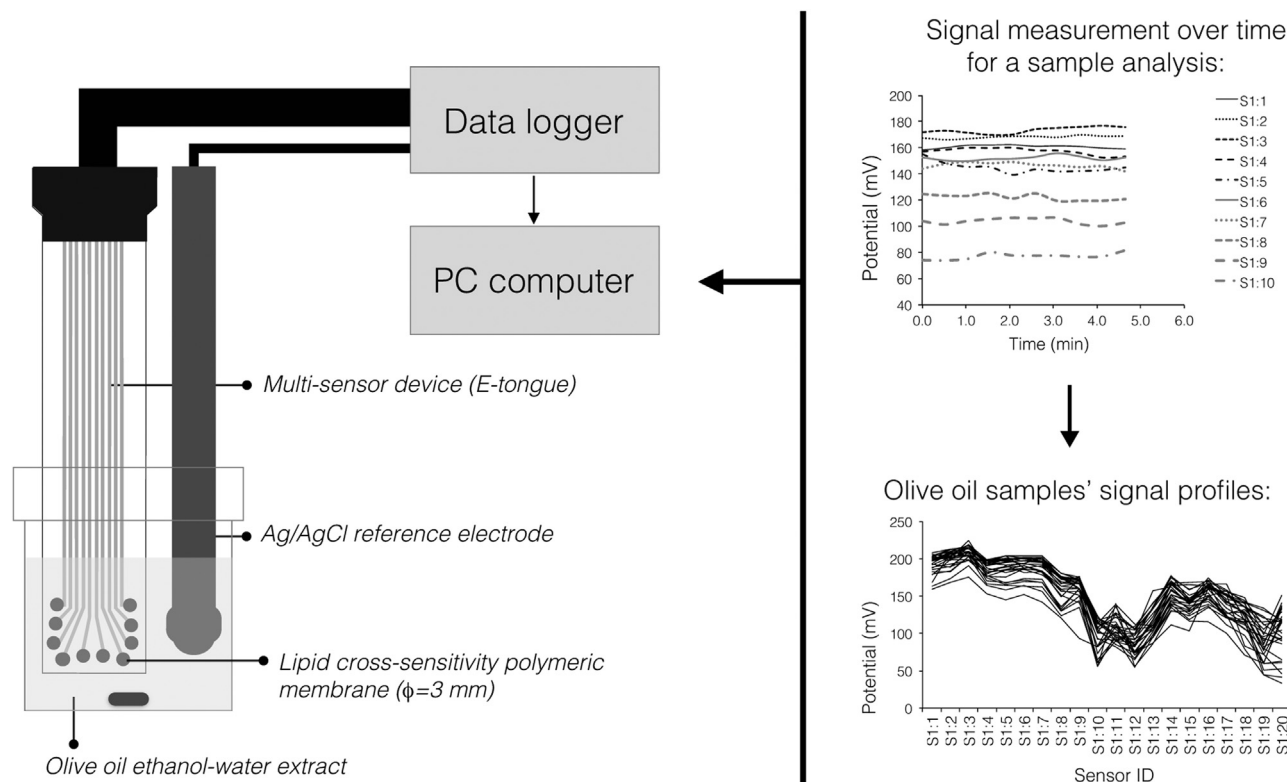 Data logger
PC computer
Multi-sensor device (E-tongue)
Ag/AgCl reference electrode
Lipid cross-sensitivity polymeric
membrane (ϕ=3 mm)
Olive oil ethanol-water extract
Signal measurement over time
for a sample analysis:
Potential (mV)
200
180
160
140
120
100
80
60
40
0.0 1.0 2.0 3.0 4.0 5.0 6.0
Time (min)
S1:1
S1:2
S1:3
S1:4
S1:5
S1:6
S1:7
S1:8
S1:9
S1:10
Olive oil samples' signal profiles:
Potential (mV)
250
200
150
100
50
0
S1:1
S1:2
S1:3
S1:4
S1:5
S1:6
S1:7
S1:8
S1:9
S1:10
S1:11
S1:12
S1:13
S1:14
S1:15
S1:16
S1:17
S1:18
S1:19
S1:20
Sensor ID